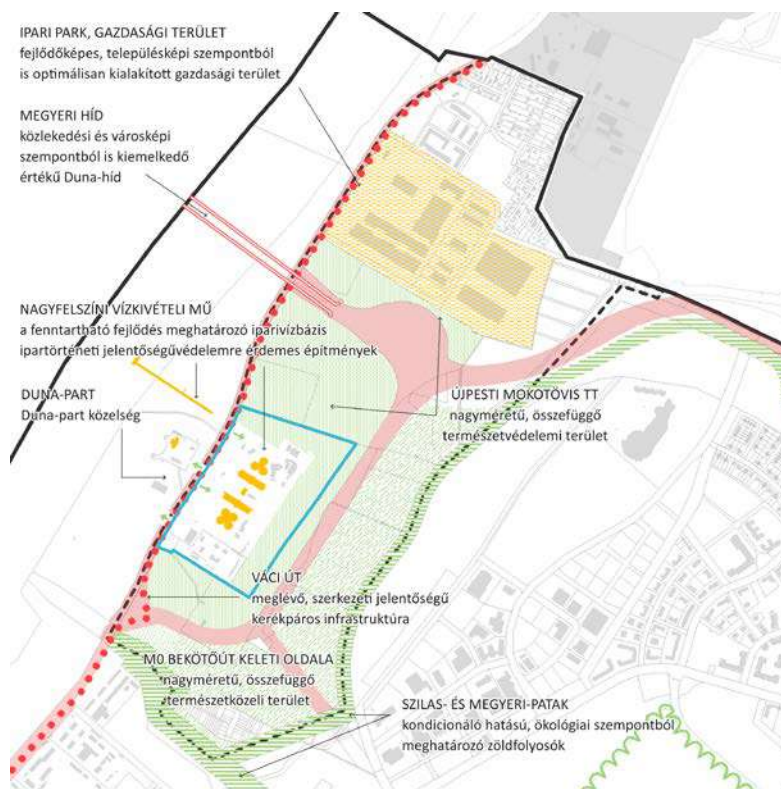 IPARI PARK, GAZDASÁGI TERÜLET
fejlődőképes, településképi szempontból
is optimálisan kialakított gazdasági terület
MEGYERI HÍD
közlekedési és városképi
szempontból is kiemelkedő
értékű Duna-híd
NAGYFELSZÍNI VÍZKIVÉTELI MŰ
a fenntartható fejlődés meghatározó iparivízbázis
ipartörténeti jelentőségűvédelemre érdemes építmények
DUNA-PART
Duna-part közelség
ÚJPESTI MOKOTÓVIS TT
nagyméretű, összefüggő
természetvédelemi terület
VÁCI ÚT
meglévő, szerkezeti jelentőségű
kerékpáros infrastruktúra
M0 BEKÖTŐÚT KELETI OLDALA
nagyméretű, összefüggő
természetközeli terület
SZILAS- ÉS MEGYERI-PATAK
kondicionáló hatású, ökológiai szempontból
meghatározó zöldfolyosók